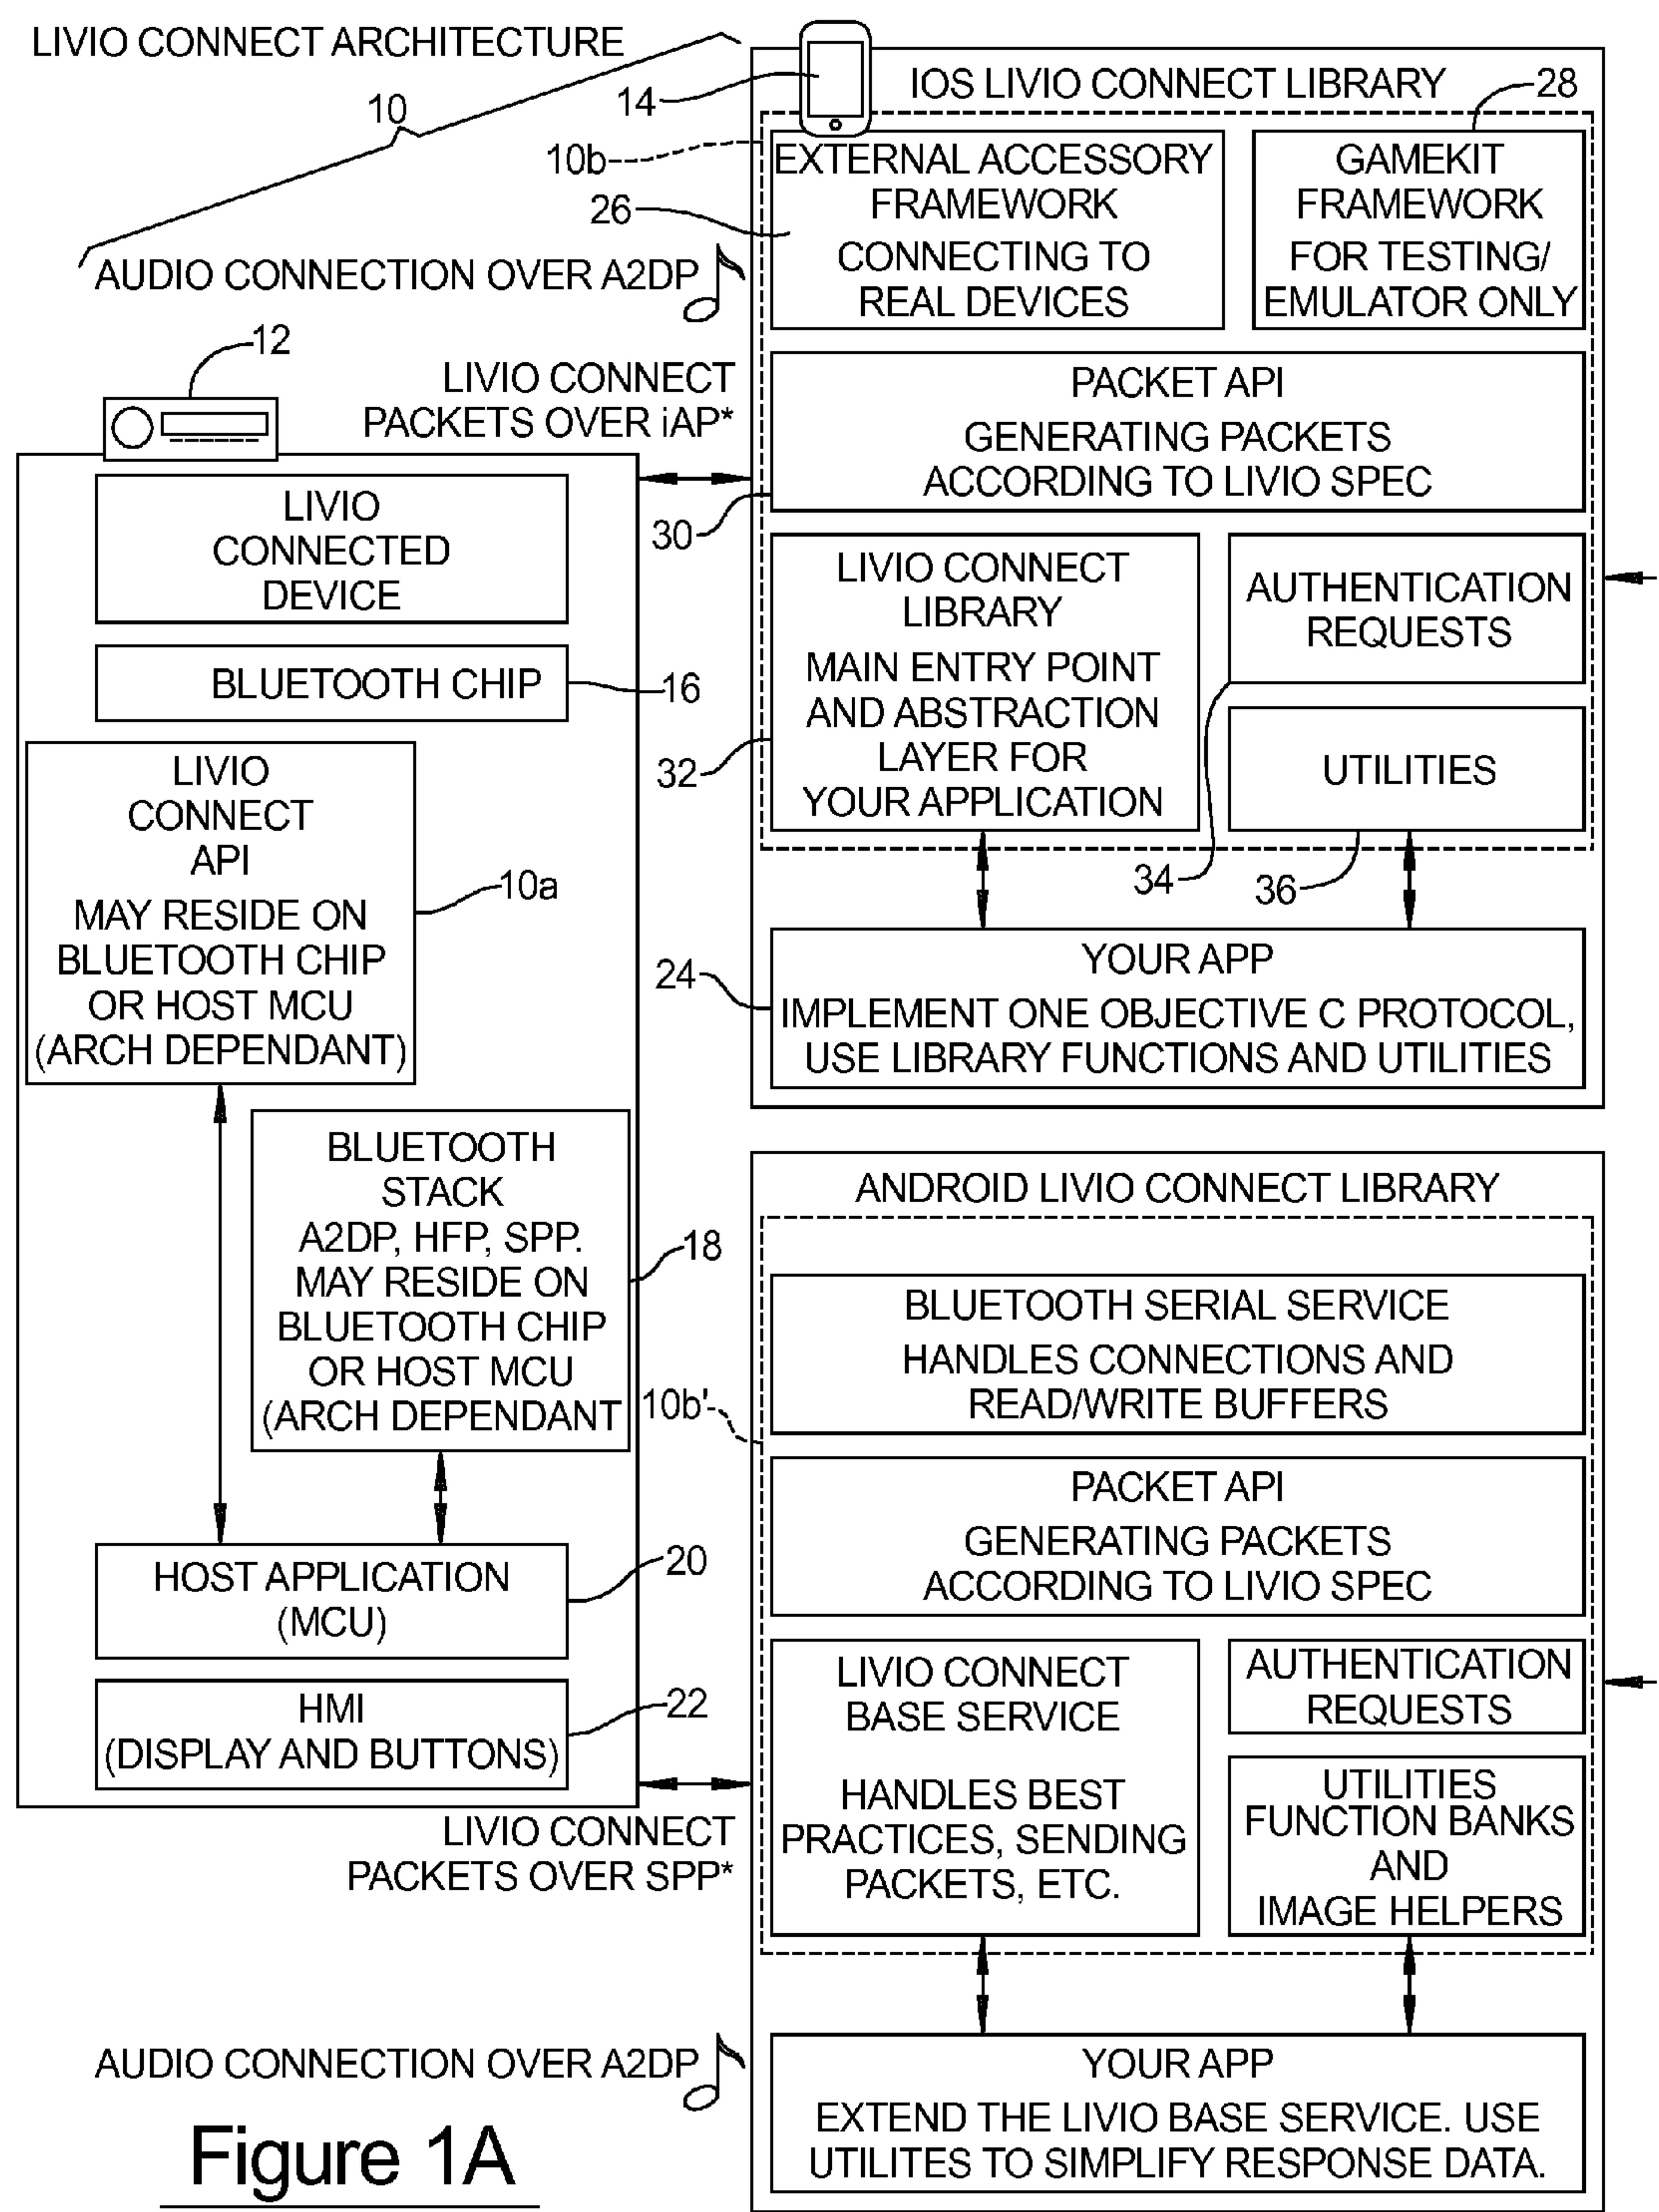 LIVIO CONNECT ARCHITECTURE
10
AUDIO CONNECTION OVER A2DP
12
LIVIO CONNECT
PACKETS OVER iAP*
LIVIO
CONNECTED
DEVICE
BLUETOOTH CHIP
16
LIVIO
CONNECT
API
MAY RESIDE ON
BLUETOOTH CHIP
OR HOST MCU
(ARCH DEPENDANT)
10a
BLUETOOTH
STACK
A2DP, HFP, SPP.
MAY RESIDE ON
BLUETOOTH CHIP
OR HOST MCU
(ARCH DEPENDANT
18
HOST APPLICATION
(MCU)
20
HMI
(DISPLAY AND BUTTONS)
22
LIVIO CONNECT
PACKETS OVER SPP*
AUDIO CONNECTION OVER A2DP
14
IOS LIVIO CONNECT LIBRARY
28
10b
EXTERNAL ACCESSORY
FRAMEWORK
CONNECTING TO
REAL DEVICES
26
GAMEKIT
FRAMEWORK
FOR TESTING/
EMULATOR ONLY
PACKET API
GENERATING PACKETS
ACCORDING TO LIVIO SPEC
30
LIVIO CONNECT
LIBRARY
MAIN ENTRY POINT
AND ABSTRACTION
LAYER FOR
YOUR APPLICATION
32
AUTHENTICATION
REQUESTS
UTILITIES
34
36
24
YOUR APP
IMPLEMENT ONE OBJECTIVE C PROTOCOL,
USE LIBRARY FUNCTIONS AND UTILITIES
ANDROID LIVIO CONNECT LIBRARY
BLUETOOTH SERIAL SERVICE
HANDLES CONNECTIONS AND
READ/WRITE BUFFERS
10b'
PACKET API
GENERATING PACKETS
ACCORDING TO LIVIO SPEC
LIVIO CONNECT
BASE SERVICE
HANDLES BEST
PRACTICES, SENDING
PACKETS, ETC.
AUTHENTICATION
REQUESTS
UTILITIES
FUNCTION BANKS
AND
IMAGE HELPERS
YOUR APP
EXTEND THE LIVIO BASE SERVICE. USE
UTILITES TO SIMPLIFY RESPONSE DATA.
Figure 1A